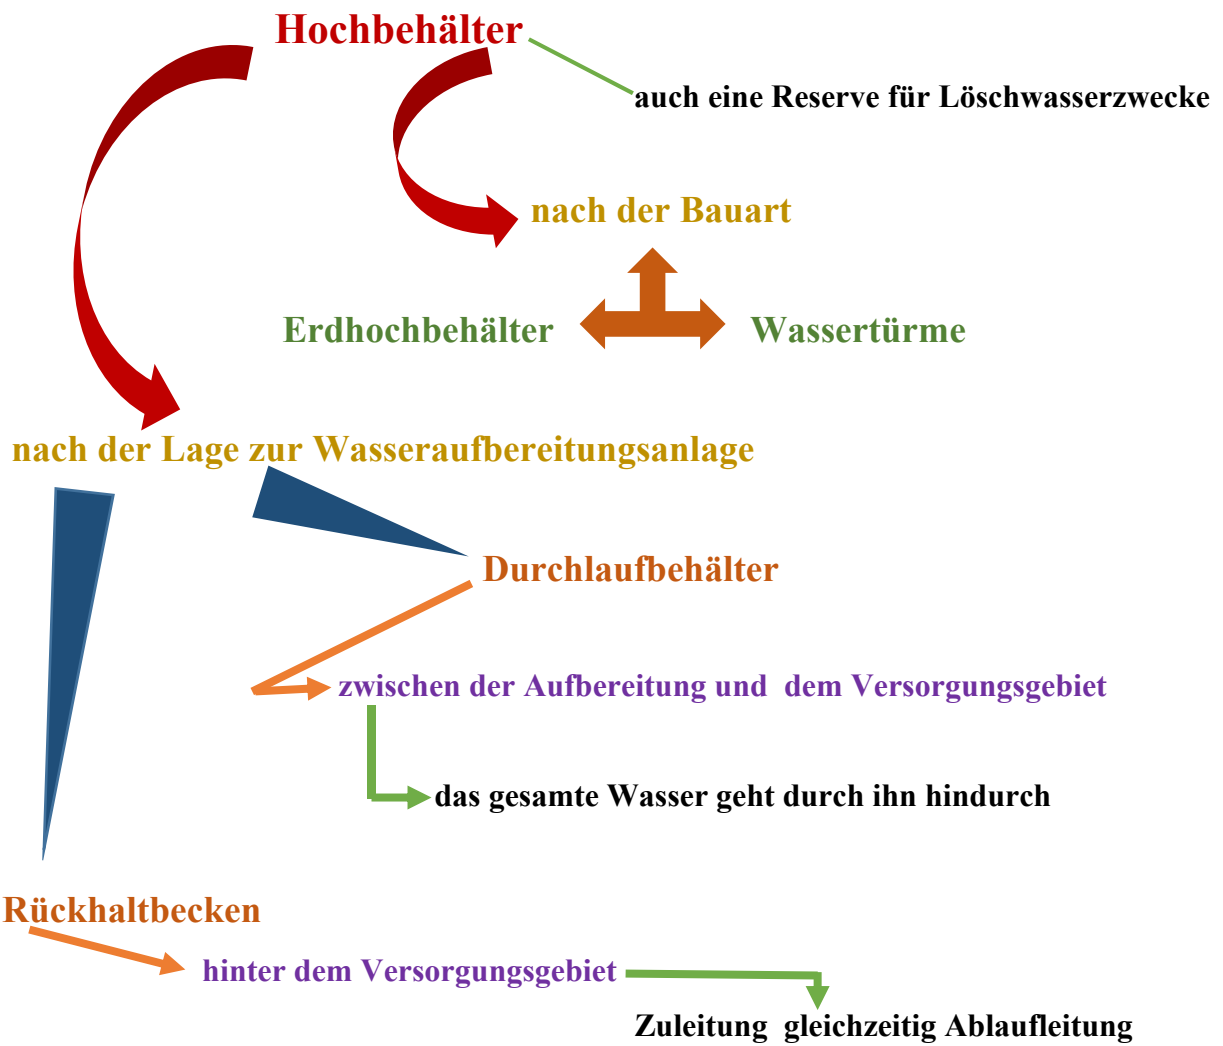 Hochbehälter
auch eine Reserve für Löschwasserzwecke
nach der Bauart
Erdhochbehälter
Wassertürme
nach der Lage zur Wasseraufbereitungsanlage
Durchlaufbehälter
zwischen der Aufbereitung und dem Versorgungsgebiet
das gesamte Wasser geht durch ihn hindurch
Rückhaltbecken
hinter dem Versorgungsgebiet
Zuleitung gleichzeitig Ablaufleitung